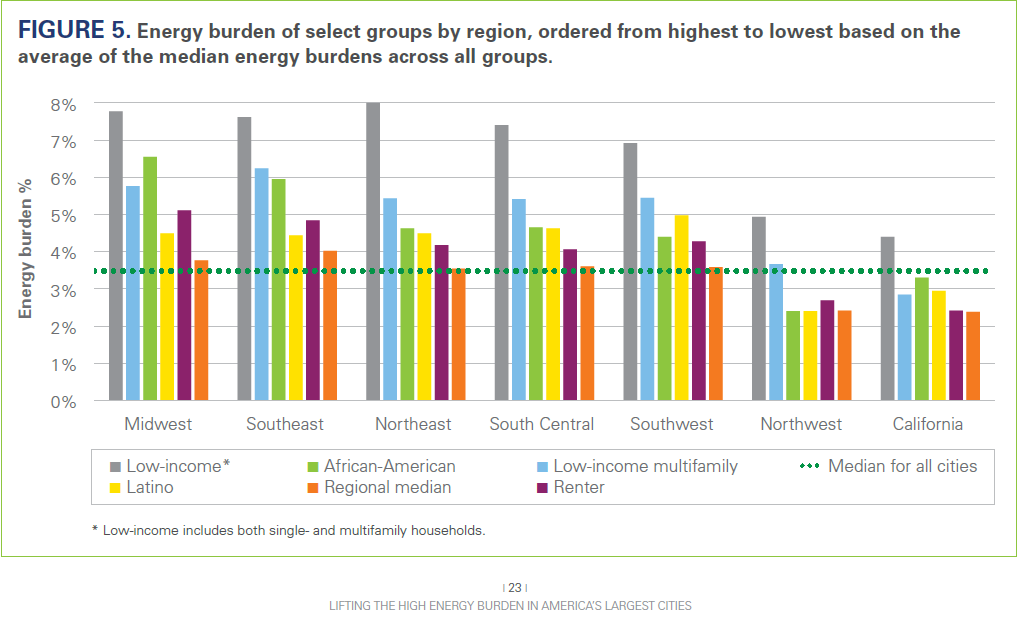 FIGURE 5. Energy burden of select groups by region, ordered from highest to lowest based on the
average of the median energy burdens across all groups.
Energy burden %
8%
7%
6%
5%
4%
3%
2%
1%
0%
Midwest Southeast Northeast South Central Southwest Northwest California
Low-income* African-American Low-income multifamily Median for all cities
Latino Regional median Renter
* Low-income includes both single- and multifamily households.
| 23 |
LIFTING THE HIGH ENERGY BURDEN IN AMERICA'S LARGEST CITIES